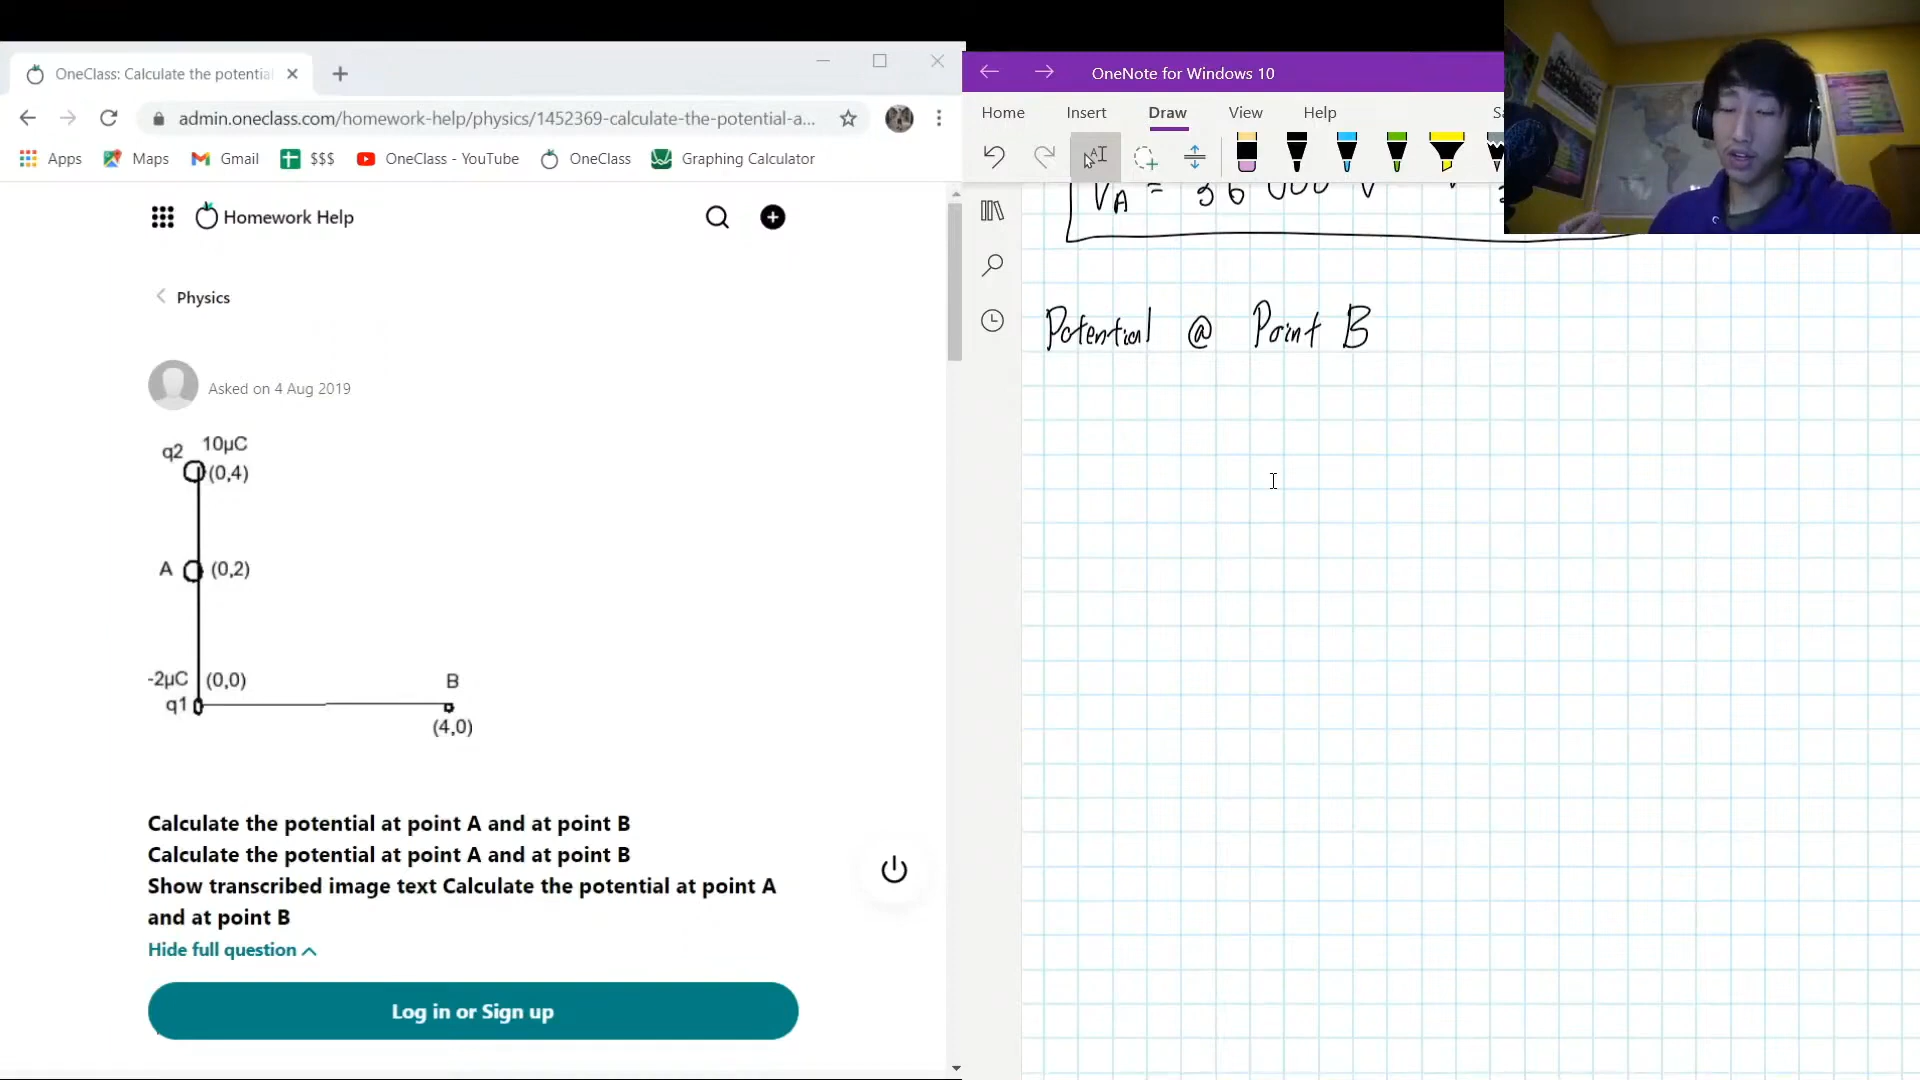 OneClass: Calculate the potential
admin.oneclass.com/homework-help/physics/1452369-calculate-the-potential-a...
Apps Maps Gmail $$$ OneClass - YouTube OneClass Graphing Calculator
Homework Help
Physics
Asked on 4 Aug 2019
q2 10µC
(0,4)
A (0,2)
-2µC (0,0)
q1
B
(4,0)
Calculate the potential at point A and at point B
Calculate the potential at point A and at point B
Show transcribed image text Calculate the potential at point A
and at point B
Hide full question
Log in or Sign up
OneNote for Windows 10
Home Insert Draw View Help
VA = 36 000 V
Potential @ Point B